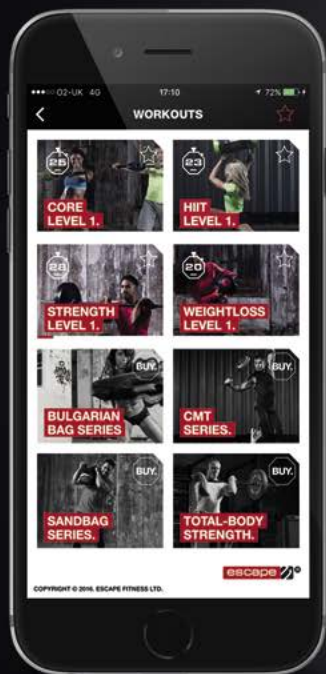 O2-UK 4G 17:10 72%
WORKOUTS
25
CORE
LEVEL 1.
23
HIIT
LEVEL 1.
28
STRENGTH
LEVEL 1.
20
WEIGHTLOSS
LEVEL 1.
BUY.
BULGARIAN
BAG SERIES
BUY.
CMT
SERIES.
BUY.
SANDBAG
SERIES.
BUY.
TOTAL-BODY
STRENGTH.
escape
COPYRIGHT © 2016. ESCAPE FITNESS LTD.